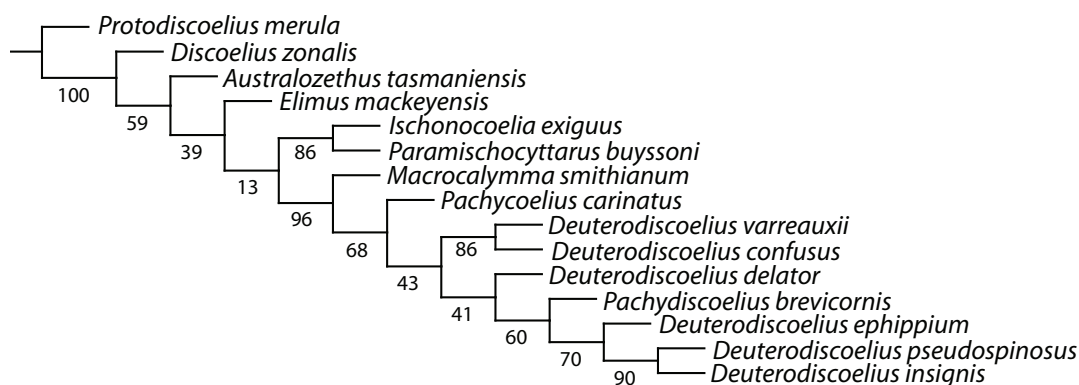 Protodiscoelius merula
Discoelius zonalis
Australozethus tasmaniensis
100
Elimus mackeyensis
59
Ischonocoelia exiguus
39
86
Paramischocyttarus buyssoni
Macrocalymma smithianum
13
Pachycoelius carinatus
96
Deuterodiscoelius varreauxii
68
86
Deuterodiscoelius confusus
Deuterodiscoelius delator
43
Pachydiscoelius brevicornis
41
Deuterodiscoelius ephippium
60
Deuterodiscoelius pseudospinosus
70
Deuterodiscoelius insignis
90